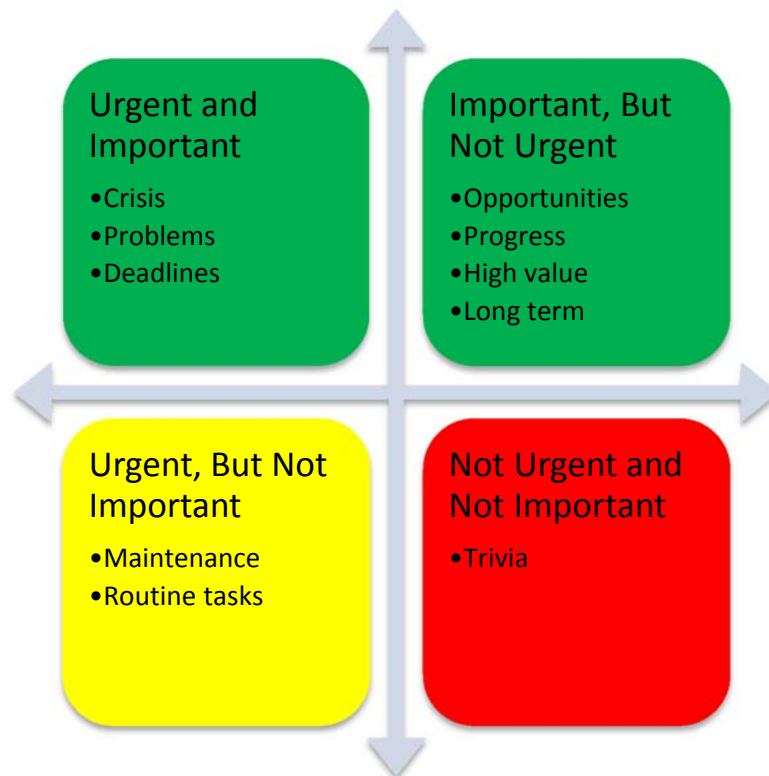 Urgent and
Important
•Crisis
•Problems
•Deadlines
Important, But
Not Urgent
•Opportunities
•Progress
•High value
•Long term
Urgent, But Not
Important
•Maintenance
•Routine tasks
Not Urgent and
Not Important
•Trivia